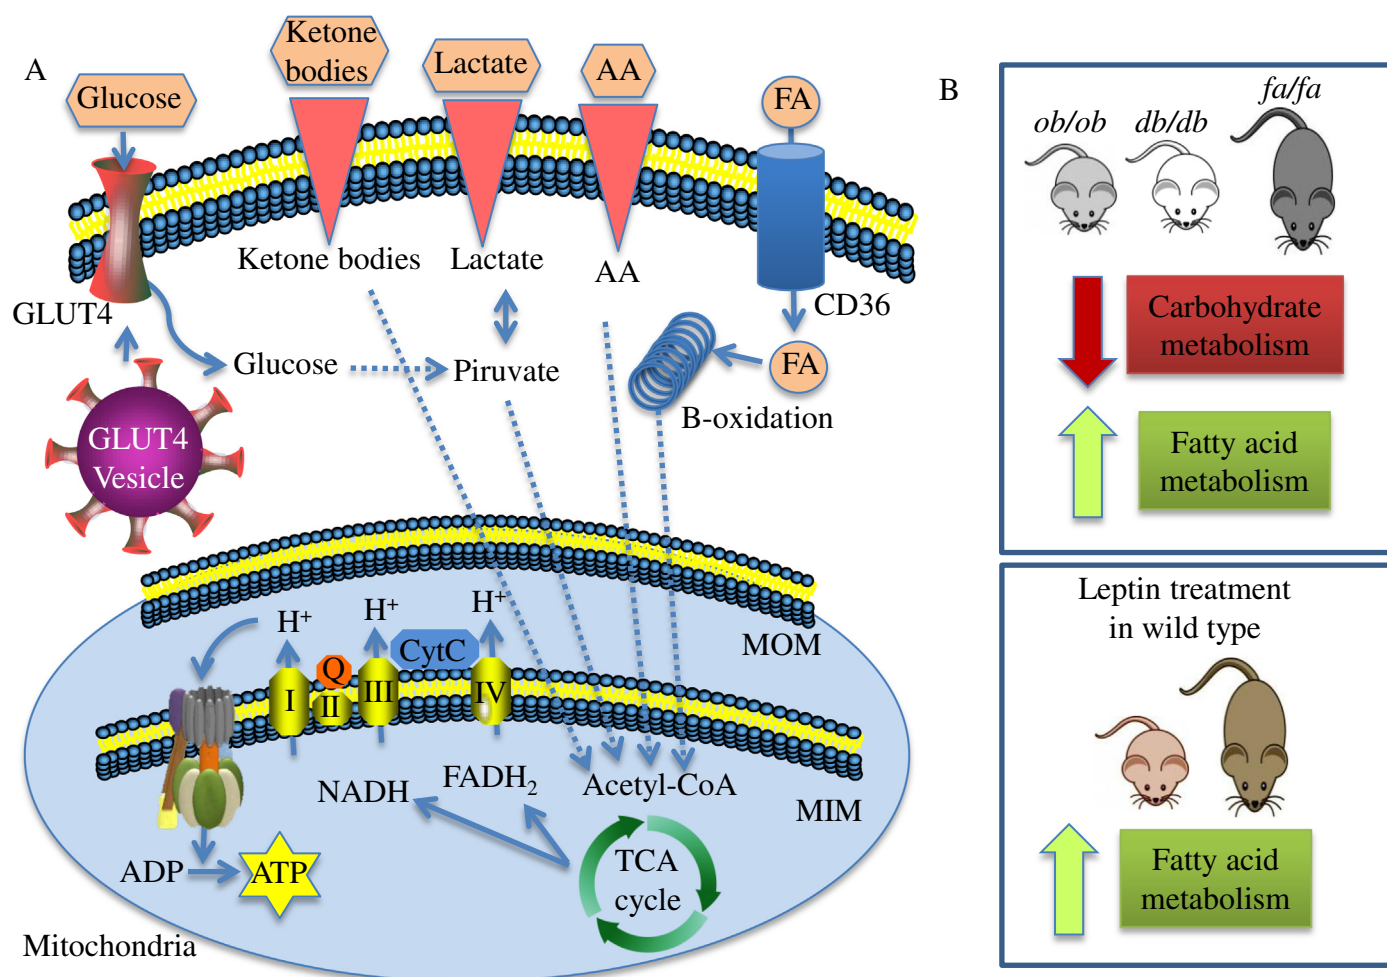 A
Glucose
Ketone
bodies
Lactate
AA
FA
GLUT4
Ketone bodies
Lactate
AA
CD36
Glucose
Piruvate
FA
B-oxidation
GLUT4
Vesicle
MOM
H⁺
H⁺
H⁺
CytC
Q
I
II
III
IV
NADH
FADH₂
Acetyl-CoA
MIM
ADP
ATP
TCA
cycle
Mitochondria
B
ob/ob
db/db
fa/fa
Carbohydrate
metabolism
Fatty acid
metabolism
Leptin treatment
in wild type
Fatty acid
metabolism